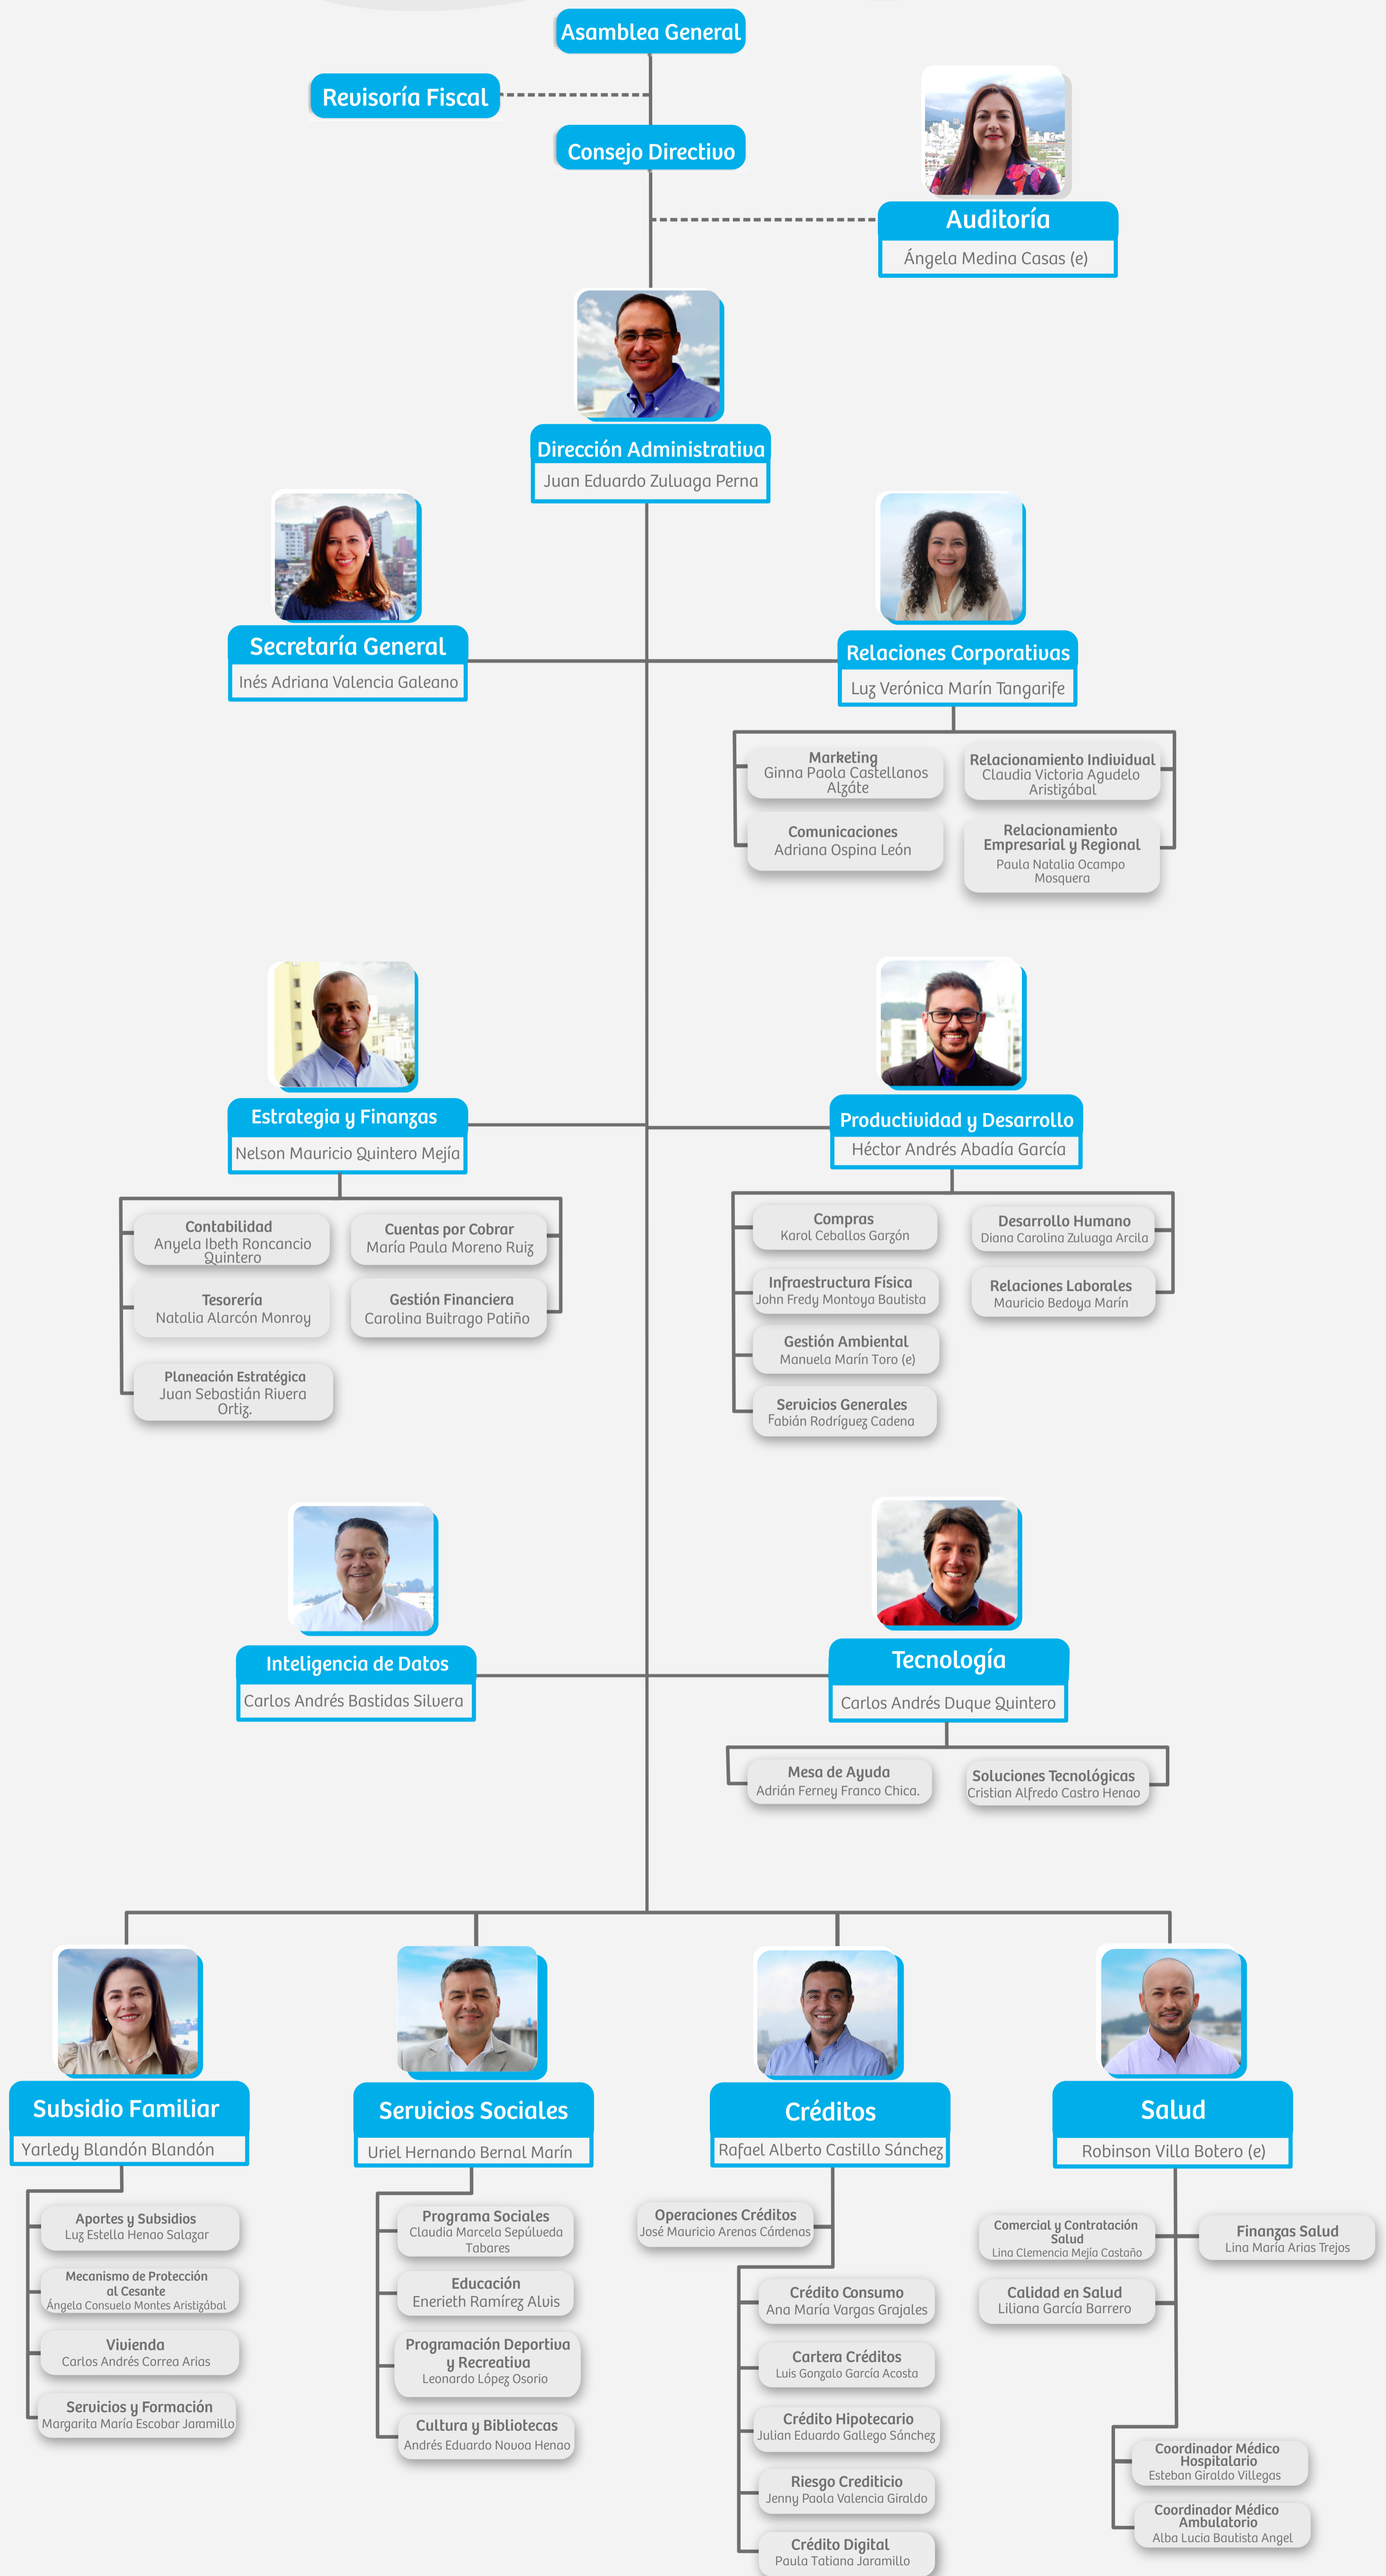 Asamblea General
Revisoría Fiscal
Consejo Directivo
Auditoría
Ángela Medina Casas (e)
Dirección Administrativa
Juan Eduardo Zuluaga Perna
Secretaría General
Inés Adriana Valencia Galeano
Relaciones Corporativas
Luz Verónica Marín Tangarife
Marketing
Ginna Paola Castellanos
Alzáte
Relacionamiento Individual
Claudia Victoria Agudelo
Aristizábal
Comunicaciones
Adriana Ospina León
Relacionamiento
Empresarial y Regional
Paula Natalia Ocampo
Mosquera
Estrategia y Finanzas
Nelson Mauricio Quintero Mejía
Contabilidad
Anyela Ibeth Roncancio
Quintero
Cuentas por Cobrar
María Paula Moreno Ruiz
Tesorería
Natalia Alarcón Monroy
Gestión Financiera
Carolina Buitrago Patiño
Planeación Estratégica
Juan Sebastián Rivera
Ortiz.
Productividad y Desarrollo
Héctor Andrés Abadía García
Compras
Karol Ceballos Garzón
Desarrollo Humano
Diana Carolina Zuluaga Arcila
Infraestructura Física
John Fredy Montoya Bautista
Relaciones Laborales
Mauricio Bedoya Marín
Gestión Ambiental
Manuela Marín Toro (e)
Servicios Generales
Fabián Rodríguez Cadena
Inteligencia de Datos
Carlos Andrés Bastidas Silvera
Tecnología
Carlos Andrés Duque Quintero
Mesa de Ayuda
Adrián Ferney Franco Chica.
Soluciones Tecnológicas
Cristian Alfredo Castro Henao
Subsidio Familiar
Yarledy Blandón Blandón
Aportes y Subsidios
Luz Estella Henao Salazar
Mecanismo de Protección
al Cesante
Ángela Consuelo Montes Aristizábal
Vivienda
Carlos Andrés Correa Arias
Servicios y Formación
Margarita María Escobar Jaramillo
Servicios Sociales
Uriel Hernando Bernal Marín
Programa Sociales
Claudia Marcela Sepúlveda
Tabares
Educación
Enerieth Ramírez Alvis
Programación Deportiva
y Recreativa
Leonardo López Osorio
Cultura y Bibliotecas
Andrés Eduardo Novoa Henao
Créditos
Rafael Alberto Castillo Sánchez
Operaciones Créditos
José Mauricio Arenas Cárdenas
Crédito Consumo
Ana María Vargas Grajales
Cartera Créditos
Luis Gonzalo García Acosta
Crédito Hipotecario
Julian Eduardo Gallego Sánchez
Riesgo Crediticio
Jenny Paola Valencia Giraldo
Crédito Digital
Paula Tatiana Jaramillo
Salud
Robinson Villa Botero (e)
Comercial y Contratación
Salud
Lina Clemencia Mejía Castaño
Finanzas Salud
Lina María Arias Trejos
Calidad en Salud
Liliana García Barrero
Coordinador Médico
Hospitalario
Esteban Giraldo Villegas
Coordinador Médico
Ambulatorio
Alba Lucia Bautista Angel